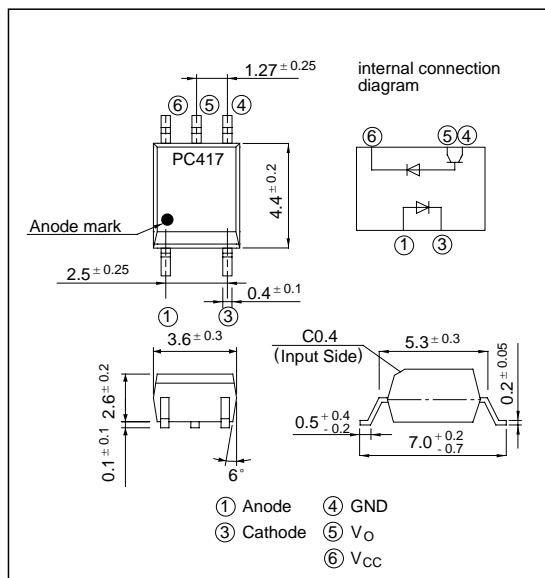 1.27 ± 0.25
internal connection
diagram
⑥ ⑤ ④
⑥ ⑤④
PC417
4.4 ± 0.2
Anode mark
① ③
2.5 ± 0.25
0.4 ± 0.1
① ③
3.6 ± 0.3
C0.4
(Input Side)
5.3 ± 0.3
2.6 ± 0.2
0.2 ± 0.05
0.5 + 0.4 - 0.2
0.1 ± 0.1
7.0 + 0.2 - 0.7
6°
① Anode ④ GND
③ Cathode ⑤ VO
⑥ VCC